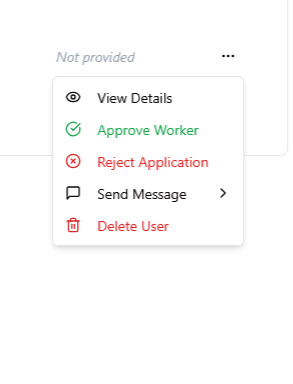 Not provided
View Details
Approve Worker
Reject Application
Send Message
Delete User